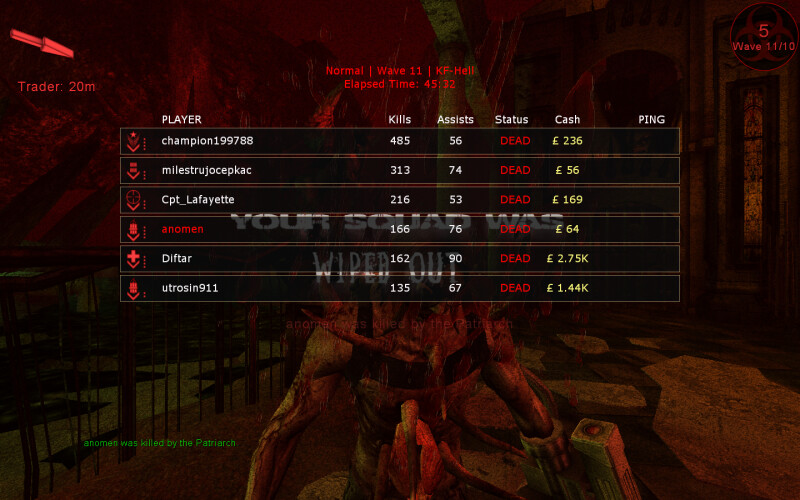 5
Wave 11/10
Trader: 20m
Normal | Wave 11 | KF-Hell
Elapsed Time: 45:32
PLAYER Kills Assists Status Cash PING
champion199788 485 56 DEAD £ 236
milestrujocepkac 313 74 DEAD £ 56
Cpt_Lafayette 216 53 DEAD £ 169
YOUR SQUAD WAS
anomen 166 76 DEAD £ 64
Diftar 162 90 DEAD £ 2.75K
WIPED OUT
utrosin911 135 67 DEAD £ 1.44K
anomen was killed by the Patriarch
anomen was killed by the Patriarch